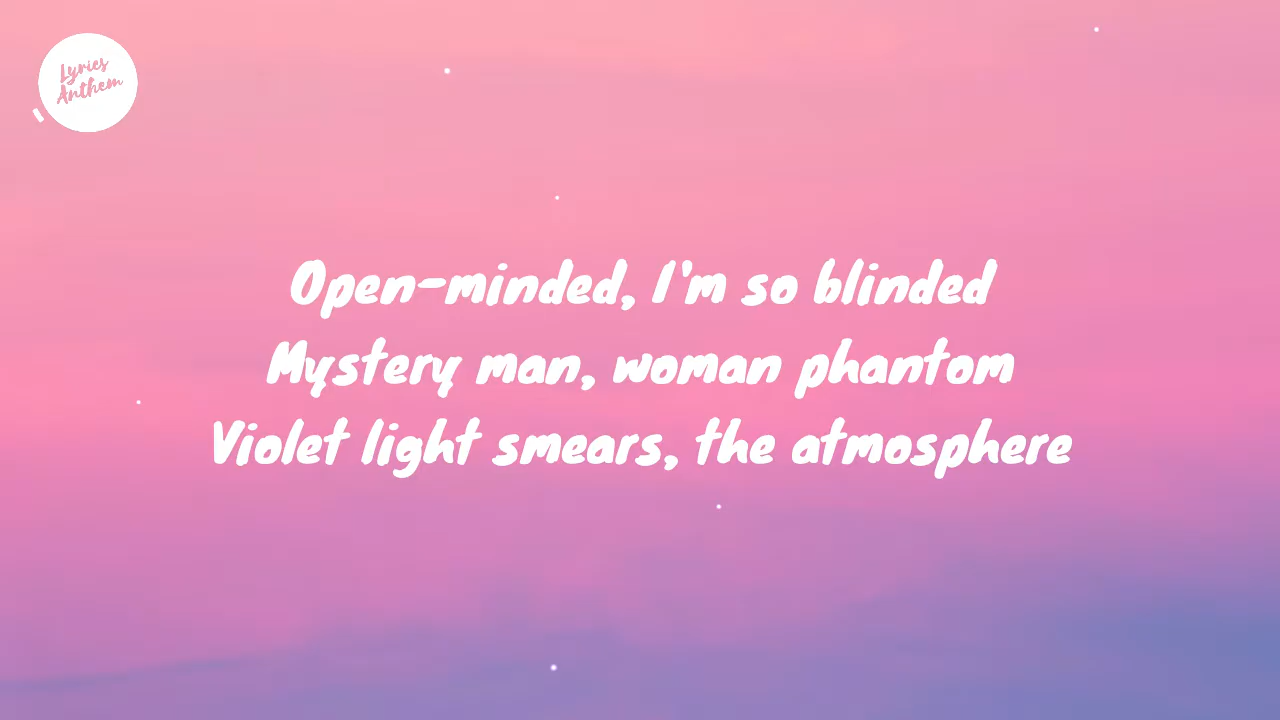 Lyrics
Anthem
Open-minded, I'm so blinded
Mystery man, woman phantom
Violet light smears, the atmosphere